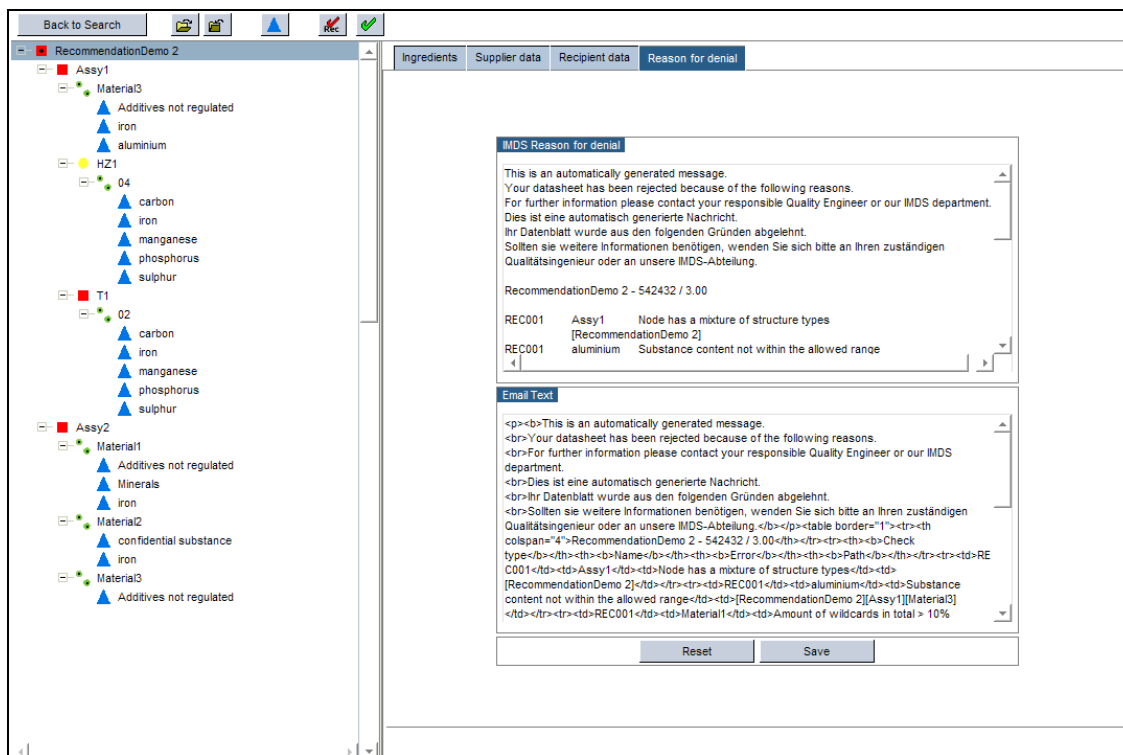 Back to Search
Rec
RecommendationDemo 2
Assy1
Material3
Additives not regulated
iron
aluminium
HZ1
04
carbon
iron
manganese
phosphorus
sulphur
T1
02
carbon
iron
manganese
phosphorus
sulphur
Assy2
Material1
Additives not regulated
Minerals
iron
Material2
confidential substance
iron
Material3
Additives not regulated
Ingredients Supplier data Recipient data Reason for denial
IMDS Reason for denial
This is an automatically generated message.
Your datasheet has been rejected because of the following reasons.
For further information please contact your responsible Quality Engineer or our IMDS department.
Dies ist eine automatisch generierte Nachricht.
Ihr Datenblatt wurde aus den folgenden Gründen abgelehnt.
Sollten sie weitere Informationen benötigen, wenden Sie sich bitte an Ihren zuständigen
Qualitätsingenieur oder an unsere IMDS-Abteilung.
RecommendationDemo 2 - 542432 / 3.00
REC001 Assy1 Node has a mixture of structure types
[RecommendationDemo 2]
REC001 aluminium Substance content not within the allowed range
Email Text
<p><b>This is an automatically generated message.
<br>Your datasheet has been rejected because of the following reasons.
<br>For further information please contact your responsible Quality Engineer or our IMDS
department.
<br>Dies ist eine automatisch generierte Nachricht.
<br>Ihr Datenblatt wurde aus den folgenden Gründen abgelehnt.
<br>Sollten sie weitere Informationen benötigen, wenden Sie sich bitte an Ihren zuständigen
Qualitätsingenieur oder an unsere IMDS-Abteilung.</b></p><table border="1"><tr><th
colspan="4">RecommendationDemo 2 - 542432 / 3.00</th></tr><tr><th><b>Check
type</b></th><th><b>Name</b></th><th><b>Error</b></th><th><b>Path</b></th></tr><tr><td>RE
C001</td><td>Assy1</td><td>Node has a mixture of structure types</td><td>
[RecommendationDemo 2]</td></tr><tr><td>REC001</td><td>aluminium</td><td>Substance
content not within the allowed range</td><td>[RecommendationDemo 2][Assy1][Material3]
</td></tr><tr><td>REC001</td><td>Material1</td><td>Amount of wildcards in total > 10%
Reset Save